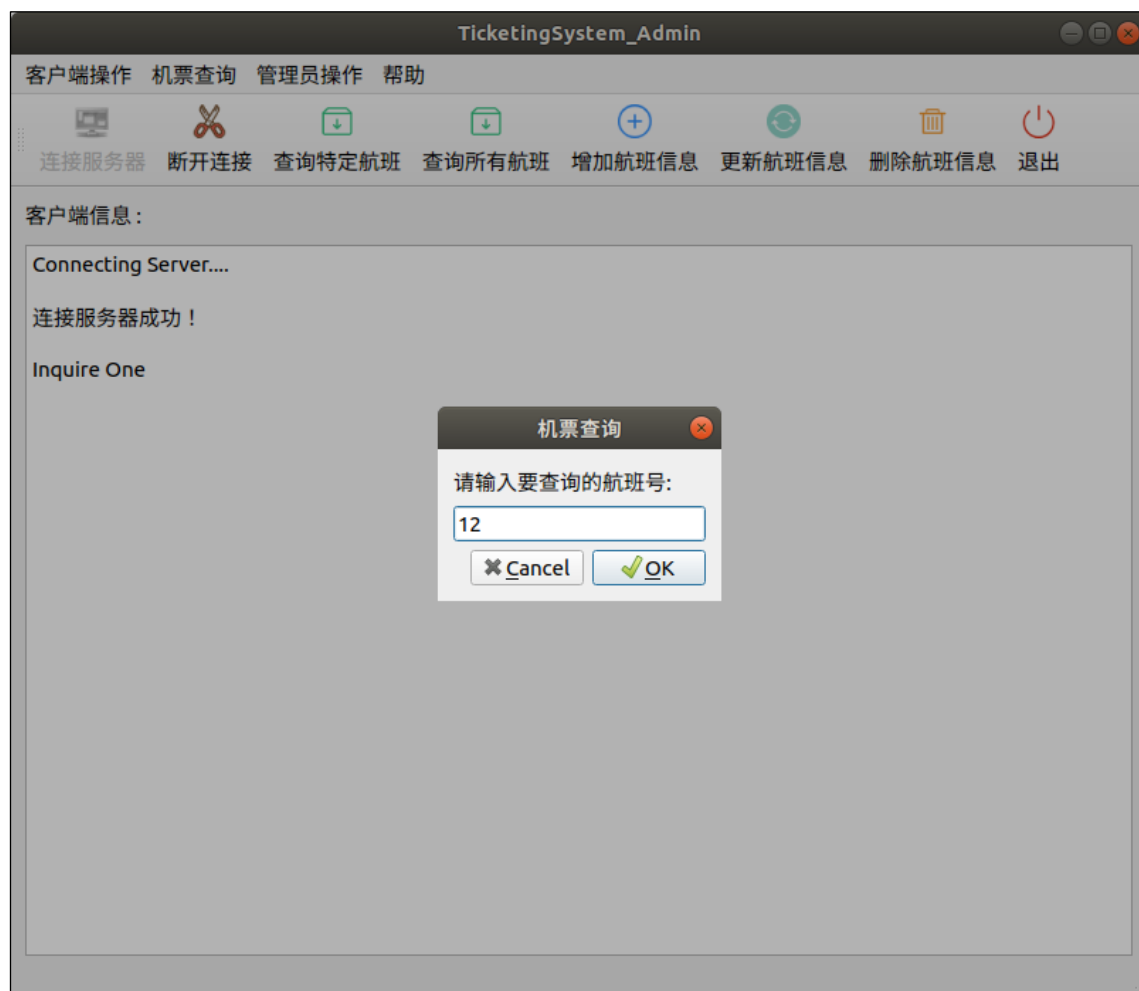 TicketingSystem_Admin
客户端操作 机票查询 管理员操作 帮助
连接服务器 断开连接 查询特定航班 查询所有航班 增加航班信息 更新航班信息 删除航班信息 退出
客户端信息:
Connecting Server....
连接服务器成功！
Inquire One
机票查询
请输入要查询的航班号:
12
Cancel OK